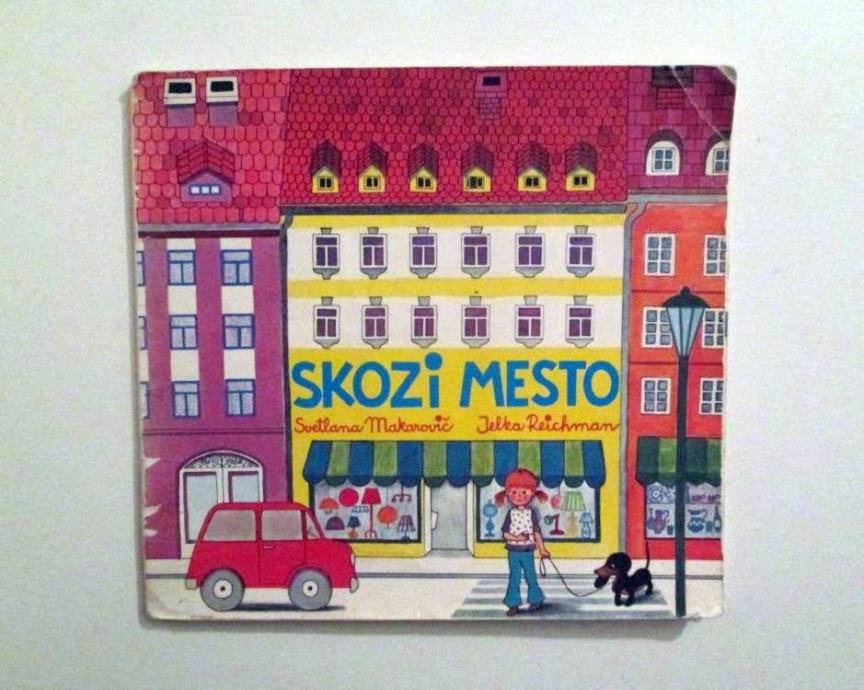 SKOZi MESTO
Svetlana Makarovič Jelka Reichman